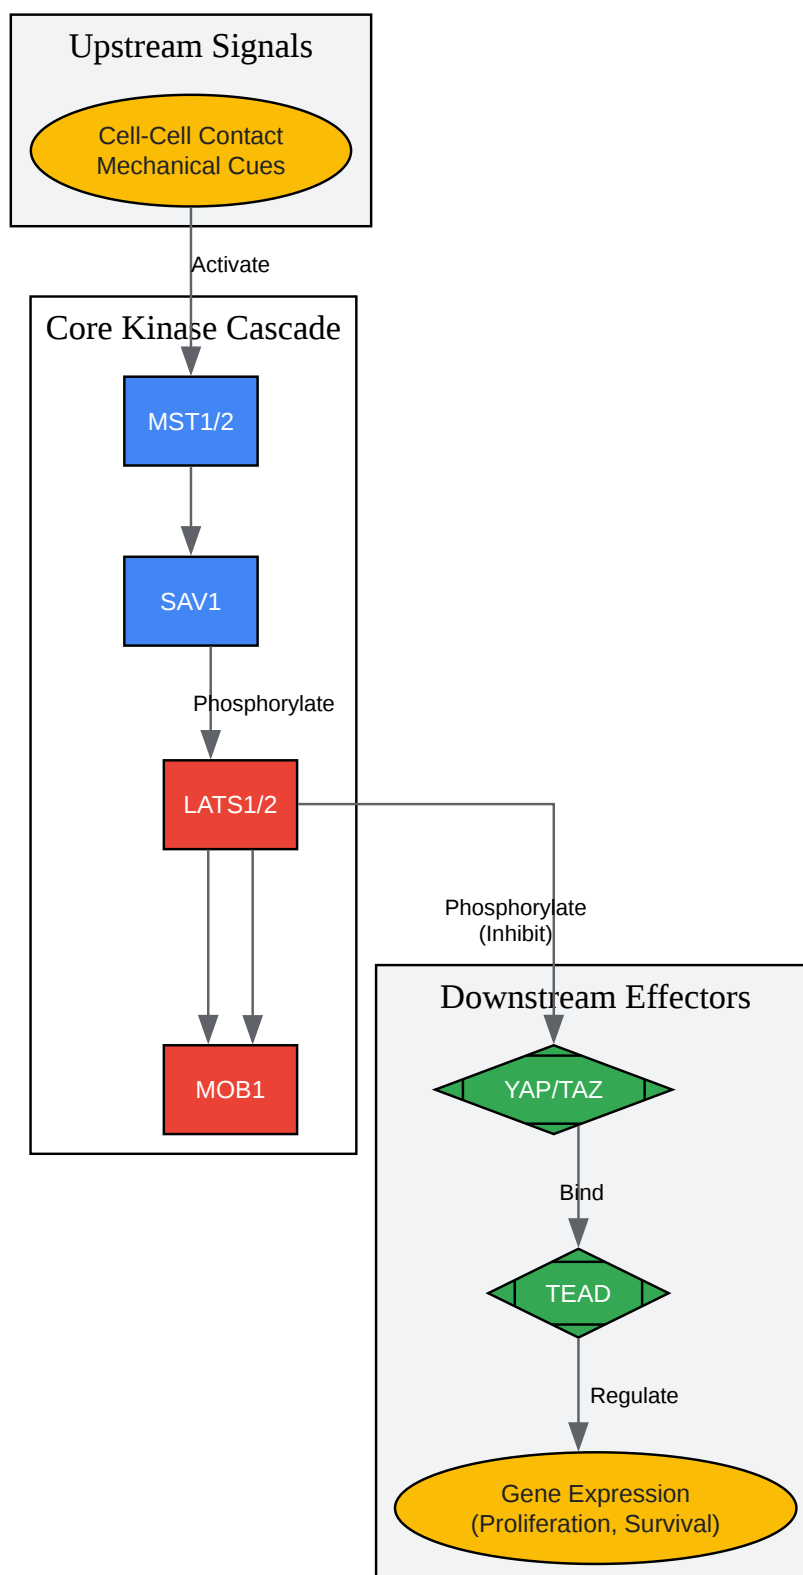 Upstream Signals
Cell-Cell Contact
Mechanical Cues
Activate
Core Kinase Cascade
MST1/2
SAV1
Phosphorylate
LATS1/2
Phosphorylate
(Inhibit)
Downstream Effectors
MOB1
YAP/TAZ
Bind
TEAD
Regulate
Gene Expression
(Proliferation, Survival)